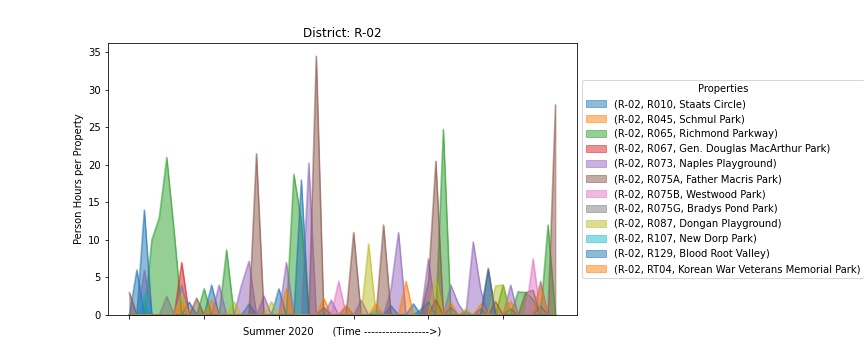 District: R-02
35
30
25
20
15
10
5
0
Person Hours per Property
Summer 2020 (Time ------------------>)
Properties
(R-02, R010, Staats Circle)
(R-02, R045, Schmul Park)
(R-02, R065, Richmond Parkway)
(R-02, R067, Gen. Douglas MacArthur Park)
(R-02, R073, Naples Playground)
(R-02, R075A, Father Macris Park)
(R-02, R075B, Westwood Park)
(R-02, R075G, Bradys Pond Park)
(R-02, R087, Dongan Playground)
(R-02, R107, New Dorp Park)
(R-02, R129, Blood Root Valley)
(R-02, RT04, Korean War Veterans Memorial Park)